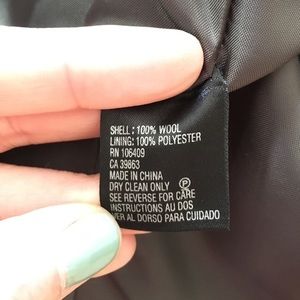 SHELL : 100% WOOL
LINING: 100% POLYESTER
RN 106409
CA 39863
MADE IN CHINA
DRY CLEAN ONLY Ⓟ
SEE REVERSE FOR CARE
INSTRUCTIONS AU DOS
VER AL DORSO PARA CUIDADO